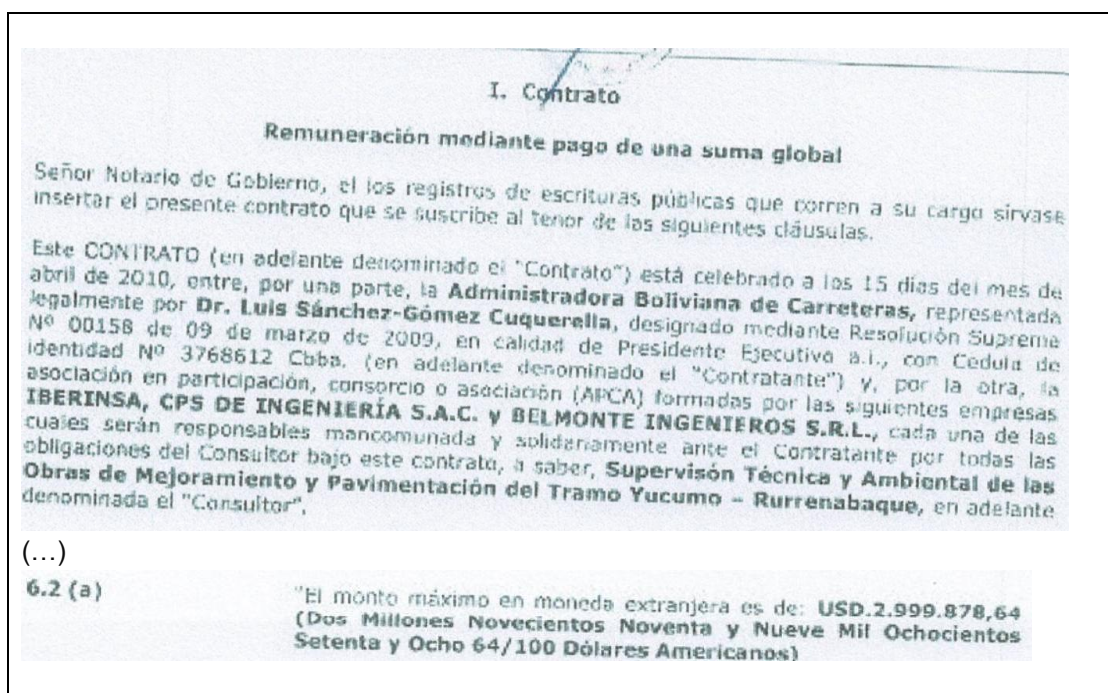 I. Contrato
Remuneración mediante pago de una suma global
Señor Notario de Gobierno, el los registros de escrituras públicas que corren a su cargo sirvase
insertar el presente contrato que se suscribe al tenor de las siguientes cláusulas.
Este CONTRATO (en adelante denominado el "Contrato") está celebrado a los 15 días del mes de
abril de 2010, entre, por una parte, la Administradora Boliviana de Carreteras, representada
legalmente por Dr. Luis Sánchez-Gómez Cuquerella, designado mediante Resolución Suprema
Nº 00158 de 09 de marzo de 2009, en calidad de Presidente Ejecutivo a.i., con Cedula de
identidad Nº 3768612 Cbba. (en adelante denominado el "Contratante") y, por la otra, la
asociación en participación, consorcio o asociación (APCA) formadas por las siguientes empresas
IBERINSA, CPS DE INGENIERÍA S.A.C. y BELMONTE INGENIEROS S.R.L., cada una de las
cuales serán responsables mancomunada y solidariamente ante el Contratante por todas las
obligaciones del Consultor bajo este contrato, a saber, Supervisón Técnica y Ambiental de las
Obras de Mejoramiento y Pavimentación del Tramo Yucumo – Rurrenabaque, en adelante
denominada el "Consultor".
(...)
6.2 (a) "El monto máximo en moneda extranjera es de: USD.2.999.878,64
(Dos Millones Novecientos Noventa y Nueve Mil Ochocientos
Setenta y Ocho 64/100 Dólares Americanos)